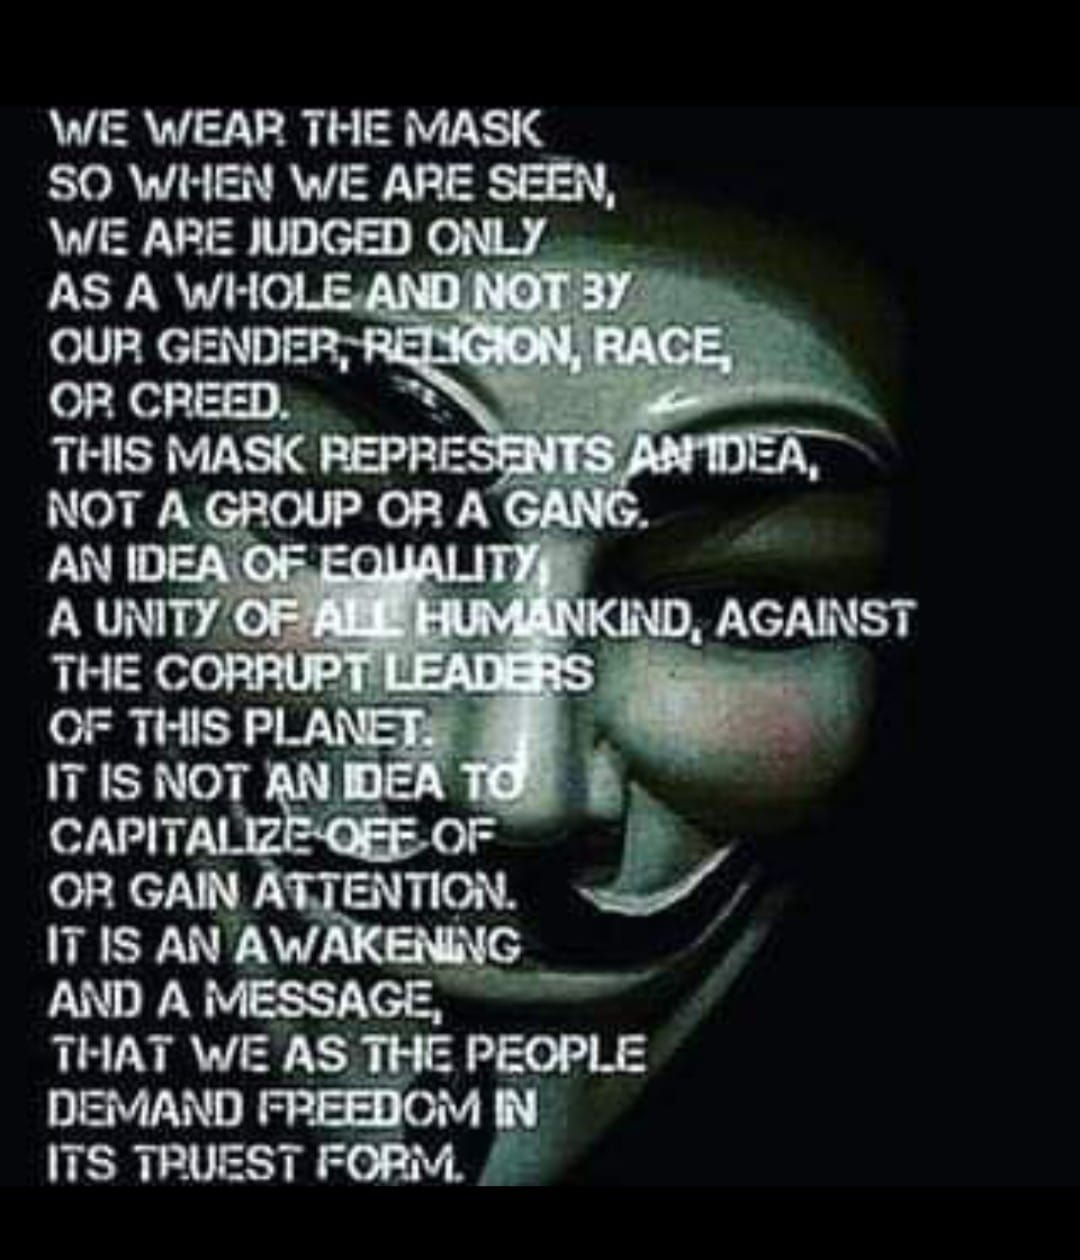 WE WEAR THE MASK
SO WHEN WE ARE SEEN,
WE ARE JUDGED ONLY
AS A WHOLE AND NOT BY
OUR GENDER, RELIGION, RACE,
OR CREED.
THIS MASK REPRESENTS AN IDEA,
NOT A GROUP OR A GANG.
AN IDEA OF EQUALITY,
A UNITY OF ALL HUMANKIND, AGAINST
THE CORRUPT LEADERS
OF THIS PLANET.
IT IS NOT AN IDEA TO
CAPITALIZE OFF OF
OR GAIN ATTENTION.
IT IS AN AWAKENING
AND A MESSAGE,
THAT WE AS THE PEOPLE
DEMAND FREEDOM IN
ITS TRUEST FORM.